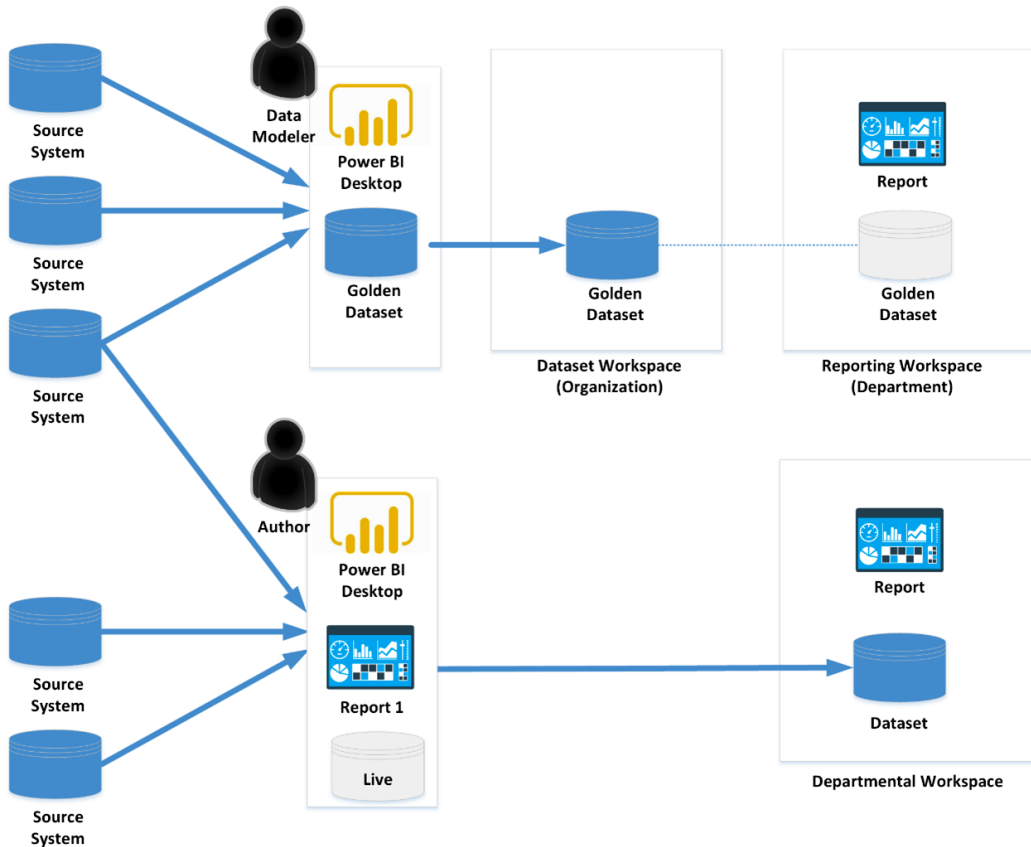 Source
System
Source
System
Source
System
Data
Modeler
Power BI
Desktop
Golden
Dataset
Golden
Dataset
Dataset Workspace
(Organization)
Report
Golden
Dataset
Reporting Workspace
(Department)
Source
System
Source
System
Author
Power BI
Desktop
Report 1
Live
Report
Dataset
Departmental Workspace